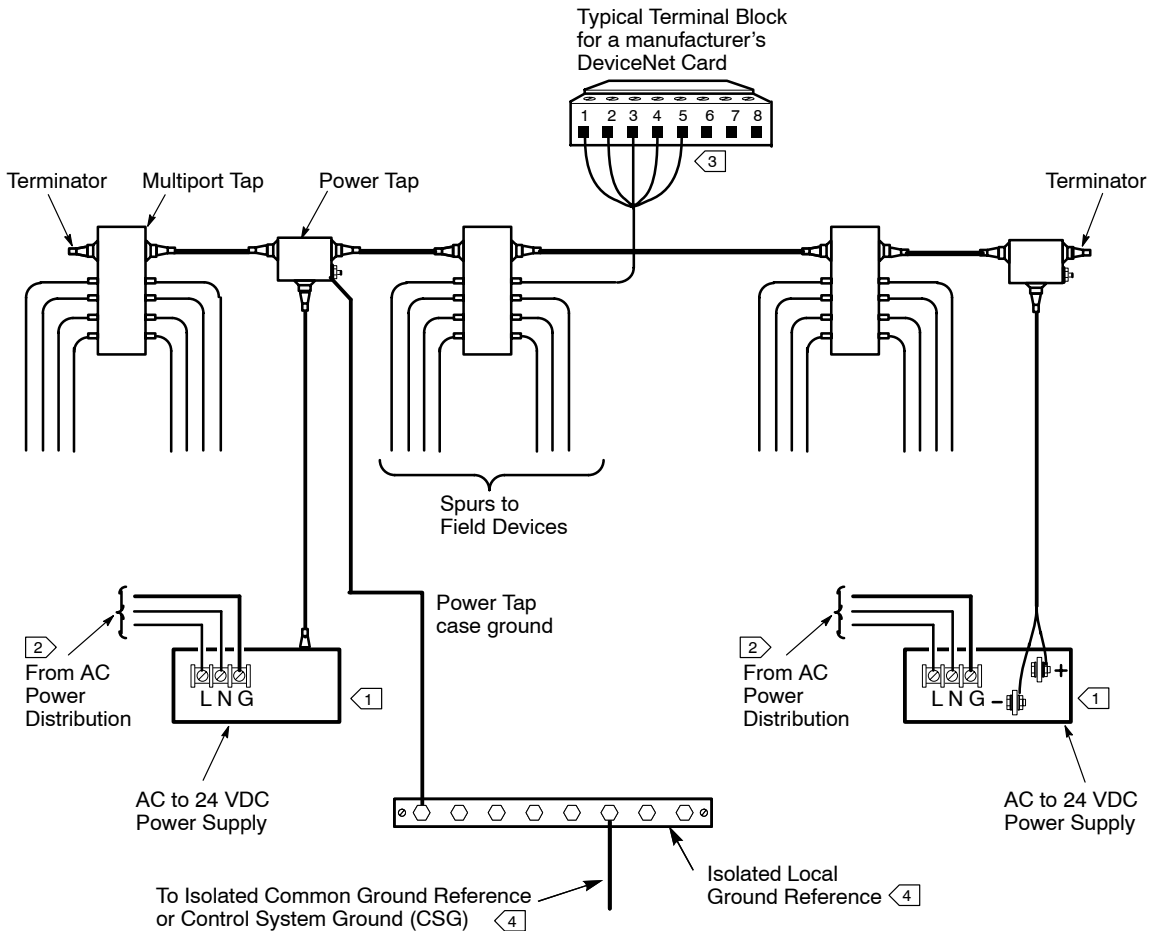 Typical Terminal Block
for a manufacturer's
DeviceNet Card
1 2 3 4 5 6 7 8
3
Terminator
Multiport Tap
Power Tap
Terminator
Spurs to
Field Devices
Power Tap
case ground
2
From AC
Power
Distribution
L N G
1
2
From AC
Power
Distribution
L N G
- +
1
AC to 24 VDC
Power Supply
AC to 24 VDC
Power Supply
Isolated Local
Ground Reference 4
To Isolated Common Ground Reference
or Control System Ground (CSG) 4